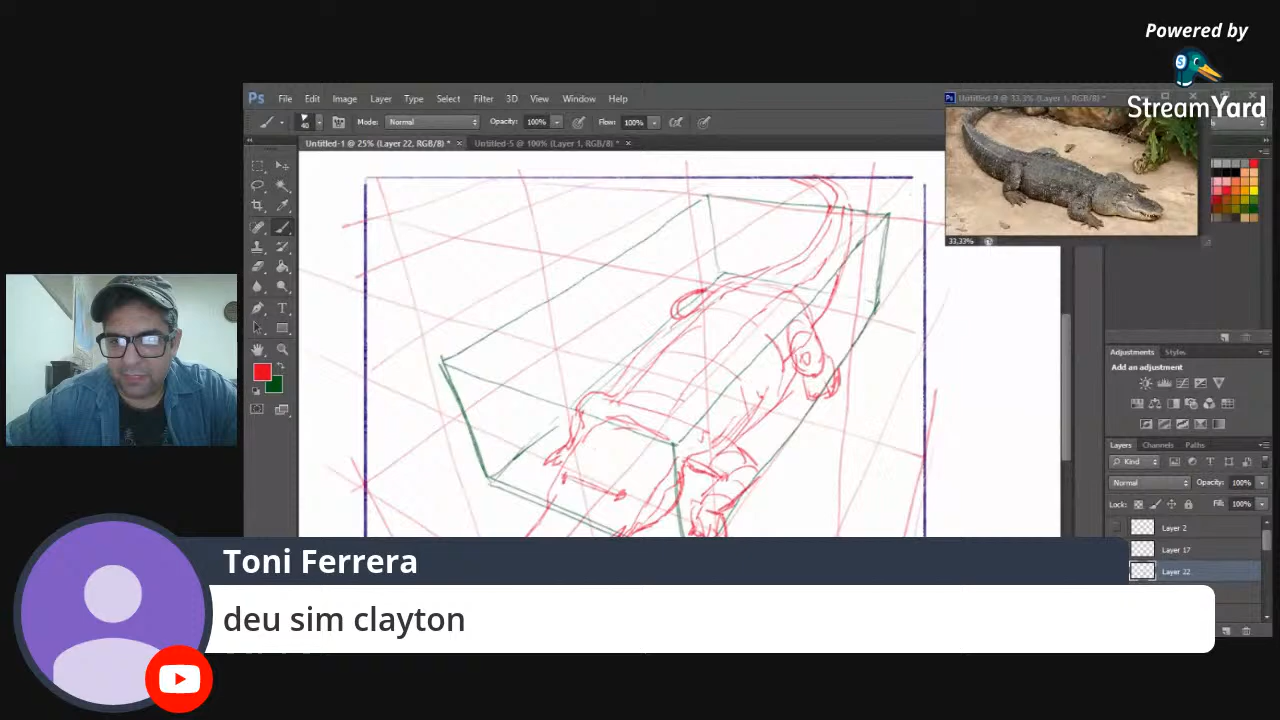 Powered by
StreamYard
Ps File Edit Image Layer Type Select Filter 3D View Window Help
Untitled-9 @ 33.3% (Layer 1, RGB/8) *
40 Mode: Normal Opacity: 100% Flow: 100%
Untitled-1 @ 25% (Layer 22, RGB/8) * × Untitled-5 @ 100% (Layer 1, RGB/8) * ×
33,33%
Adjustments Styles
Add an adjustment
Layers Channels Paths
Kind
Normal Opacity: 100%
Lock: Fill: 100%
Layer 2
Layer 17
Layer 22
Toni Ferrera
deu sim clayton